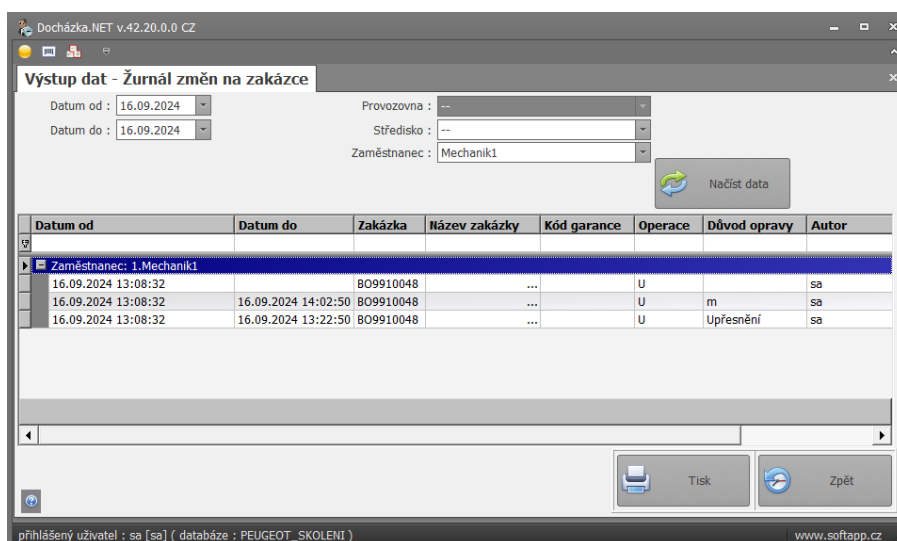 Docházka.NET v.42.20.0.0 CZ
Výstup dat - Žurnál změn na zakázce
Datum od : 16.09.2024 Provozovna : --
Datum do : 16.09.2024 Středisko : --
Zaměstnanec : Mechanik1
Načíst data
Datum od Datum do Zakázka Název zakázky Kód garance Operace Důvod opravy Autor
Zaměstnanec: 1.Mechanik1
16.09.2024 13:08:32 BO9910048 ... U sa
16.09.2024 13:08:32 16.09.2024 14:02:50 BO9910048 ... U m sa
16.09.2024 13:08:32 16.09.2024 13:22:50 BO9910048 ... U Upřesnění sa
Tisk Zpět
přihlášený uživatel : sa [sa] ( databáze : PEUGEOT_SKOLENI ) www.softapp.cz